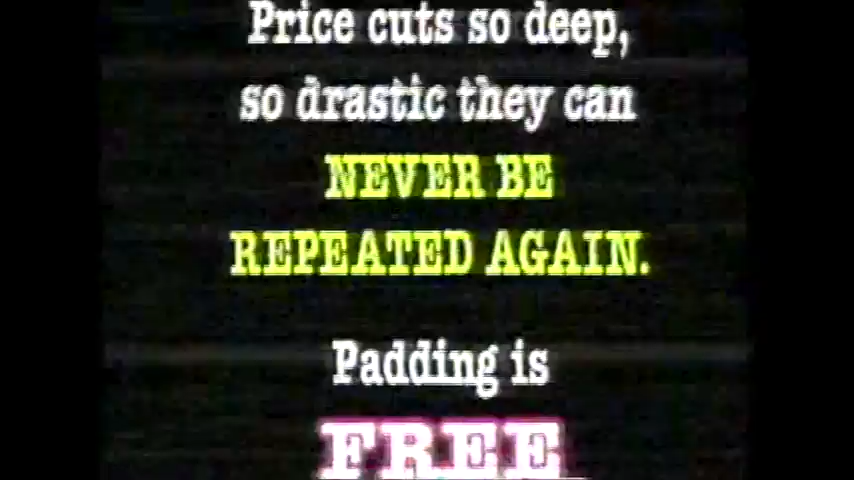 Price cuts so deep,
so drastic they can
NEVER BE
REPEATED AGAIN.
Padding is
FREE